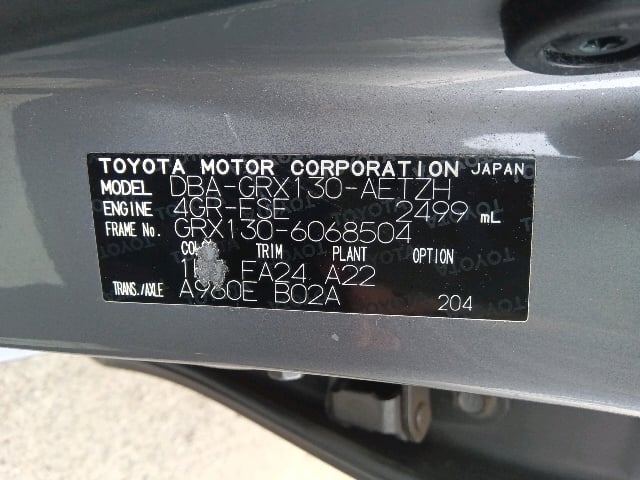 TOYOTA MOTOR CORPORATION JAPAN
MODEL DBA-GRX130-AETZH
ENGINE 4GR-FSE 2499 mL
FRAME No. GRX130-6068504
TRIM PLANT OPTION
FA24 A22
TRANS./AXLE A960E B02A 204